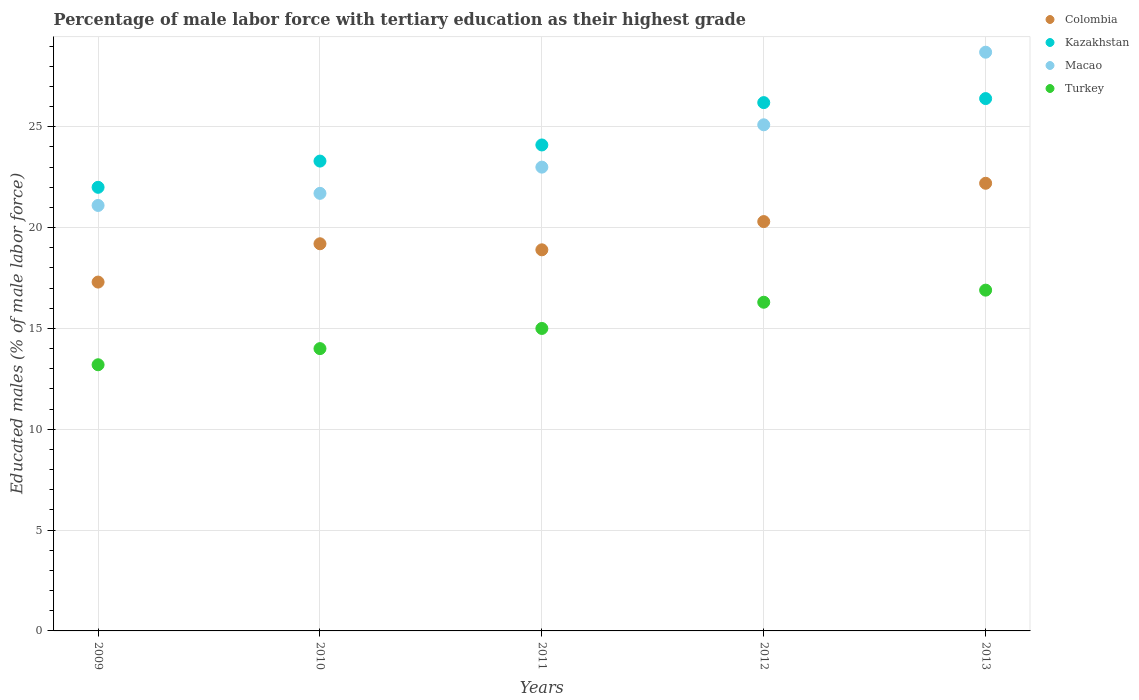 Percentage of male labor force with tertiary education as their highest grade
Colombia
Kazakhstan
Macao
Turkey
Educated males (% of male labor force)
25
20
15
10
5
0
2009
2010
2011
2012
2013
Years